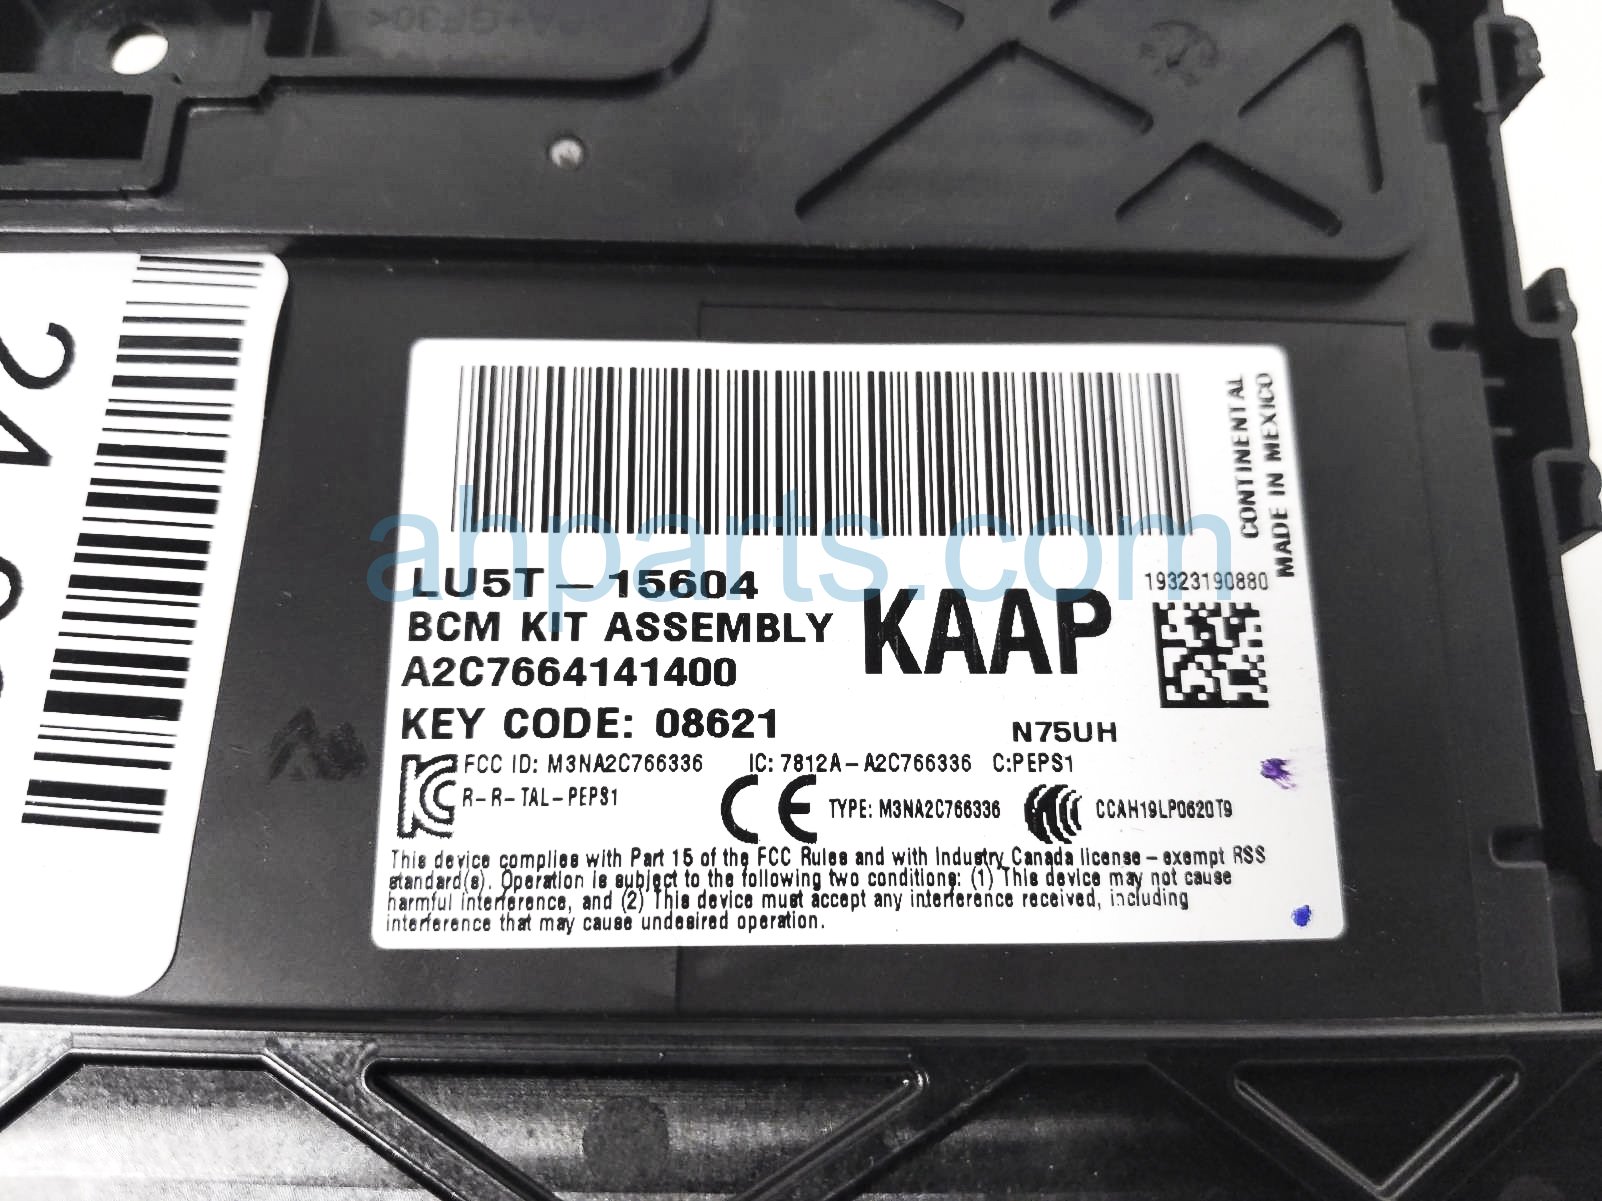 CONTINENTAL
MADE IN MEXICO
ahparts.com
LU5T-15604
BCM KIT ASSEMBLY
KAAP
A2C7664141400
19323190880
KEY CODE: 08621
N75UH
FCC ID: M3NA2C766336 IC: 7812A-A2C766336 C:PEPS1
R-R-TAL-PEPS1
CE TYPE: M3NA2C766336 CCAH19LP0620T9
This device complies with Part 15 of the FCC Rules and with Industry Canada license-exempt RSS
standard(s). Operation is subject to the following two conditions: (1) This device may not cause
harmful interference, and (2) This device must accept any interference received, including
interference that may cause undesired operation.